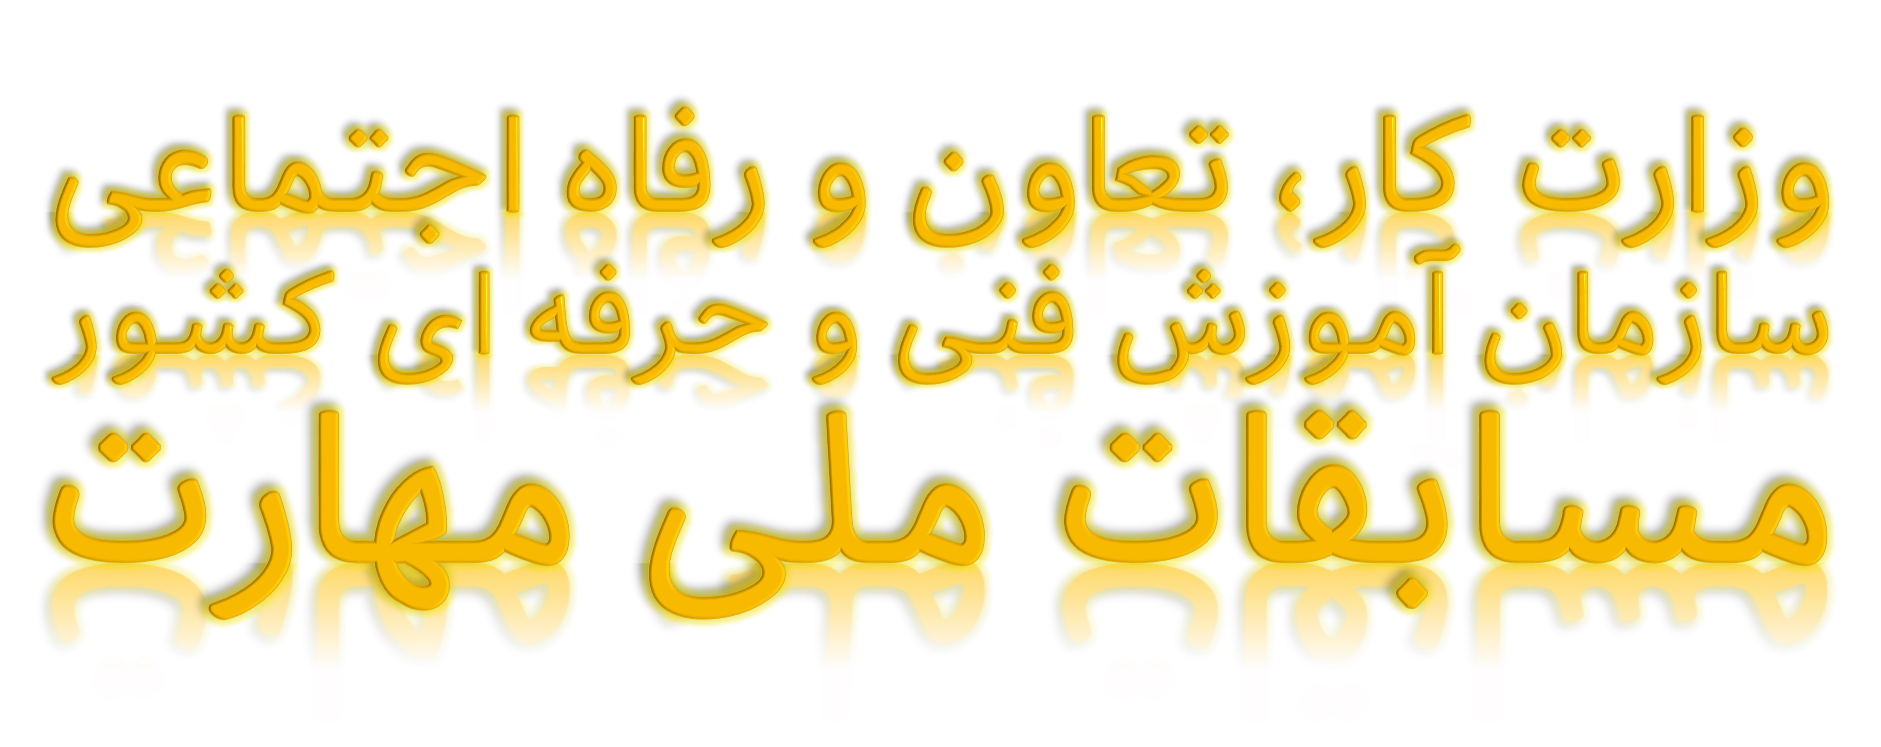 وزارت کار، تعاون و رفاه اجتماعی
سازمان آموزش فنی و حرفه ای کشور
مسابقات ملی مهارت